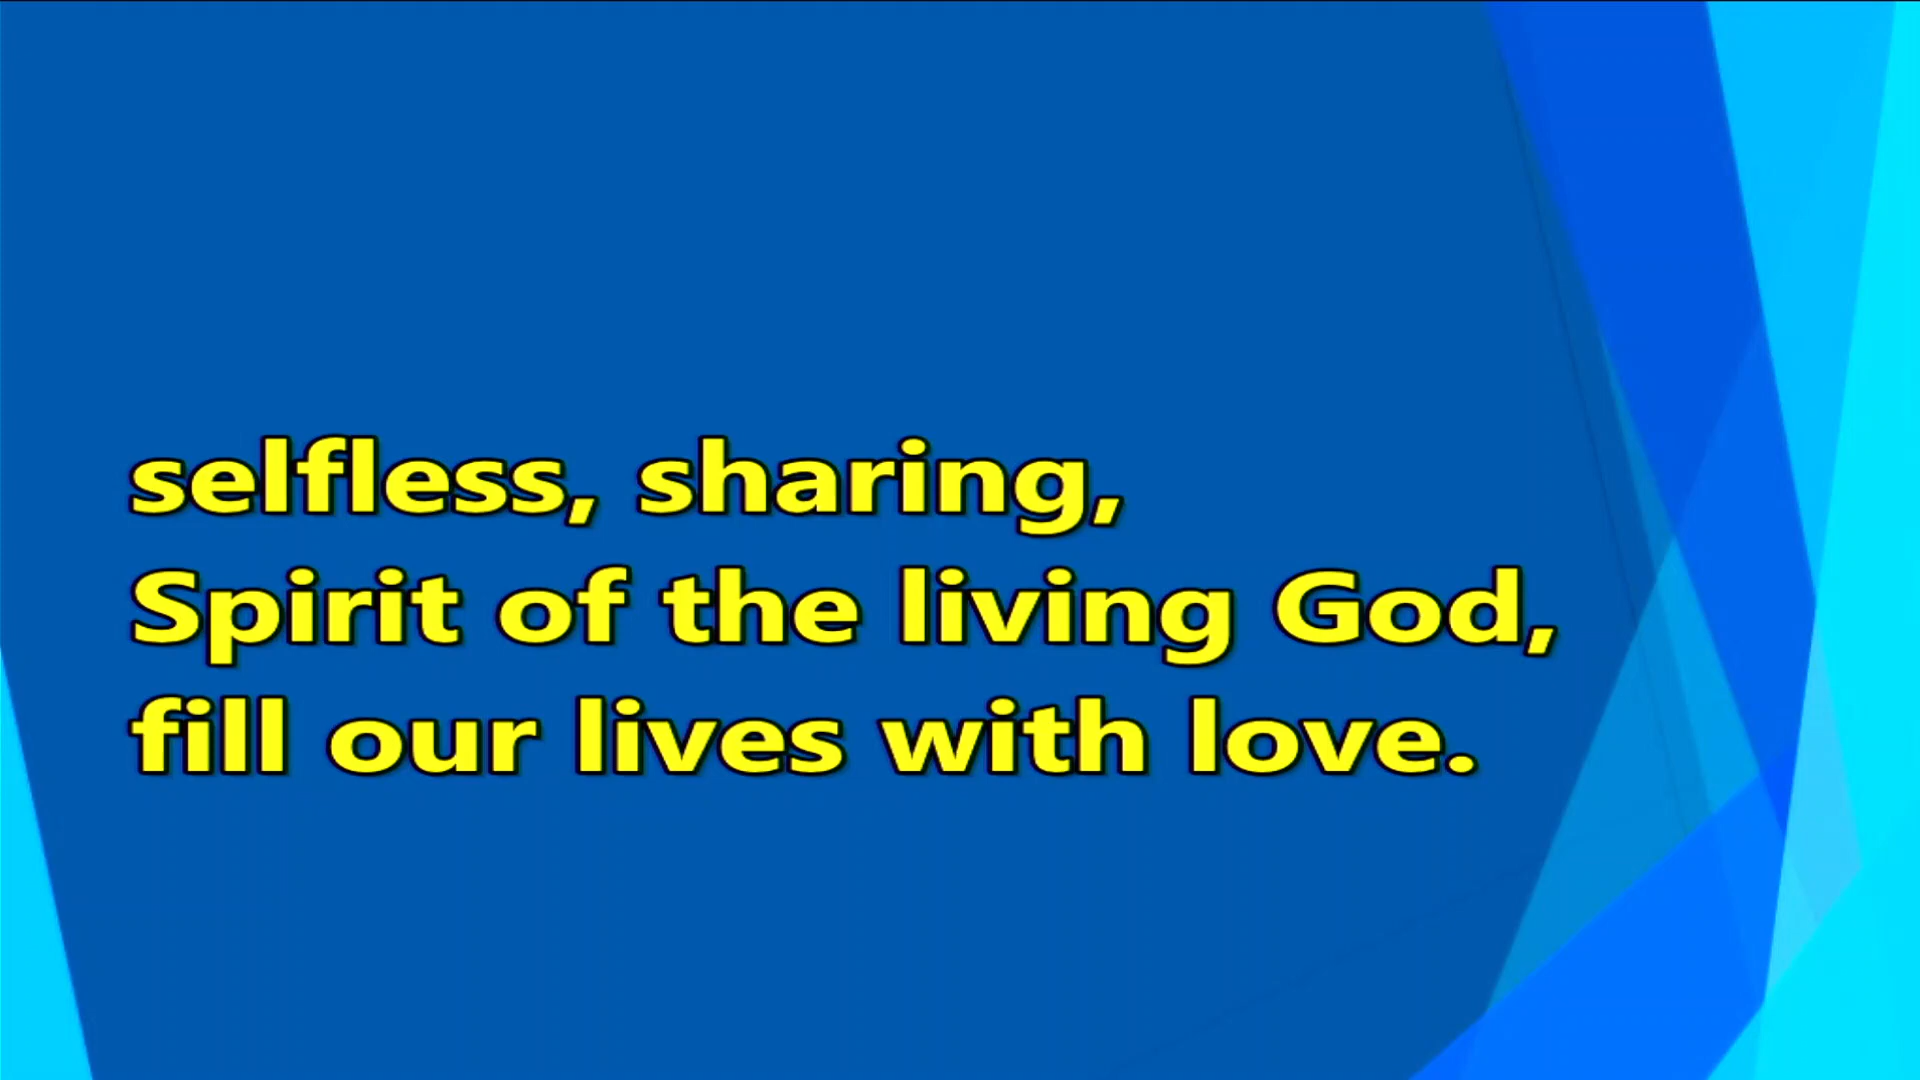 selfless, sharing,
Spirit of the living God,
fill our lives with love.